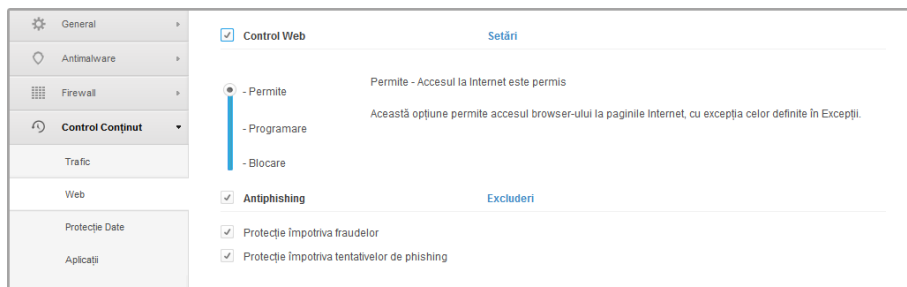 General
Antimalware
Firewall
Control Conținut
Trafic
Web
Protecție Date
Aplicații
Control Web Setări
- Permite
- Programare
- Blocare
Permite - Accesul la Internet este permis
Această opțiune permite accesul browser-ului la paginile Internet, cu excepția celor definite în Excepții.
Antiphishing Excluderi
Protecție împotriva fraudelor
Protecție împotriva tentativelor de phishing